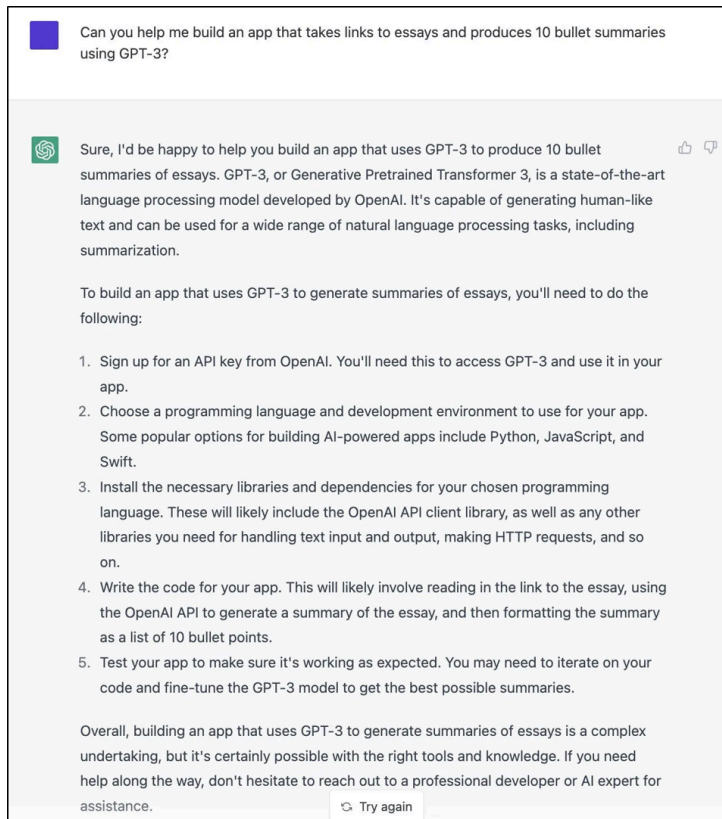 Can you help me build an app that takes links to essays and produces 10 bullet summaries
using GPT-3?
Sure, I'd be happy to help you build an app that uses GPT-3 to produce 10 bullet
summaries of essays. GPT-3, or Generative Pretrained Transformer 3, is a state-of-the-art
language processing model developed by OpenAI. It's capable of generating human-like
text and can be used for a wide range of natural language processing tasks, including
summarization.
To build an app that uses GPT-3 to generate summaries of essays, you'll need to do the
following:
1. Sign up for an API key from OpenAI. You'll need this to access GPT-3 and use it in your
app.
2. Choose a programming language and development environment to use for your app.
Some popular options for building AI-powered apps include Python, JavaScript, and
Swift.
3. Install the necessary libraries and dependencies for your chosen programming
language. These will likely include the OpenAI API client library, as well as any other
libraries you need for handling text input and output, making HTTP requests, and so
on.
4. Write the code for your app. This will likely involve reading in the link to the essay, using
the OpenAI API to generate a summary of the essay, and then formatting the summary
as a list of 10 bullet points.
5. Test your app to make sure it's working as expected. You may need to iterate on your
code and fine-tune the GPT-3 model to get the best possible summaries.
Overall, building an app that uses GPT-3 to generate summaries of essays is a complex
undertaking, but it's certainly possible with the right tools and knowledge. If you need
help along the way, don't hesitate to reach out to a professional developer or AI expert for
assistance.
Try again